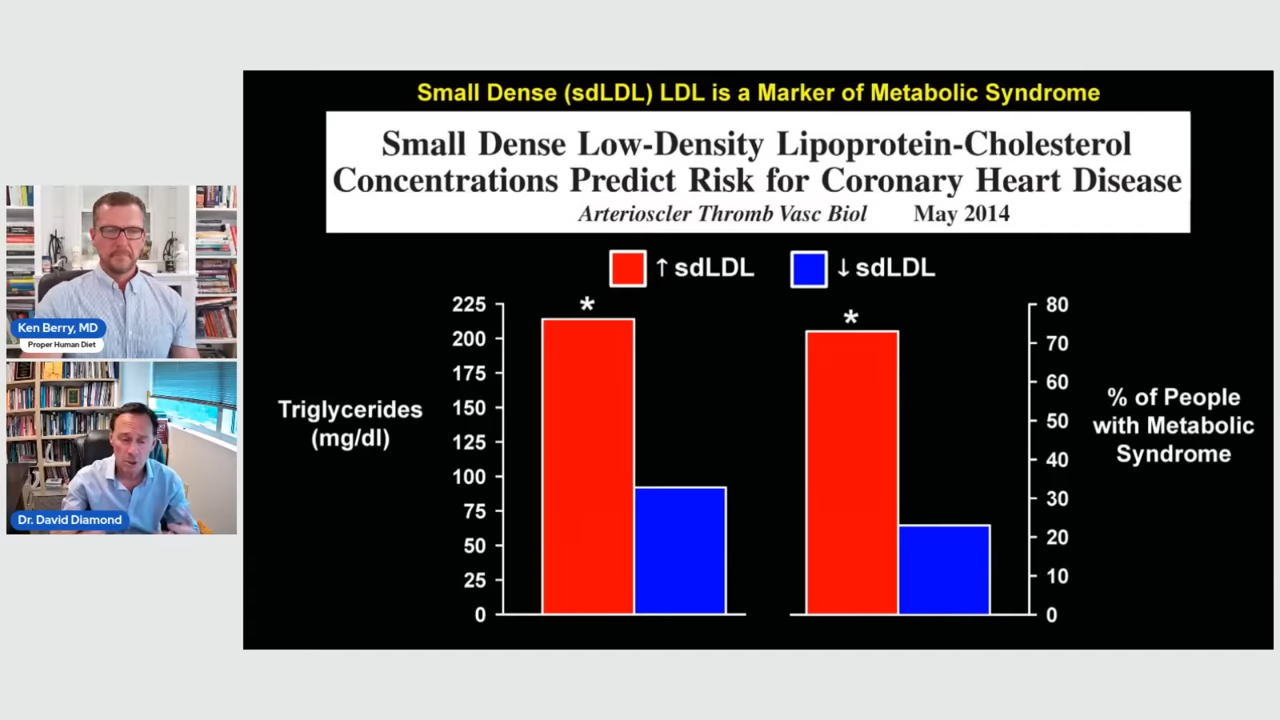 Small Dense (sdLDL) LDL is a Marker of Metabolic Syndrome
Small Dense Low-Density Lipoprotein-Cholesterol
Concentrations Predict Risk for Coronary Heart Disease
Arterioscler Thromb Vasc Biol May 2014
↑ sdLDL ↓ sdLDL
Triglycerides
(mg/dl)
225
200
175
150
125
100
75
50
25
0
*
*
80
70
60
50
40
30
20
10
0
% of People
with Metabolic
Syndrome
Ken Berry, MD
Proper Human Diet
Dr. David Diamond